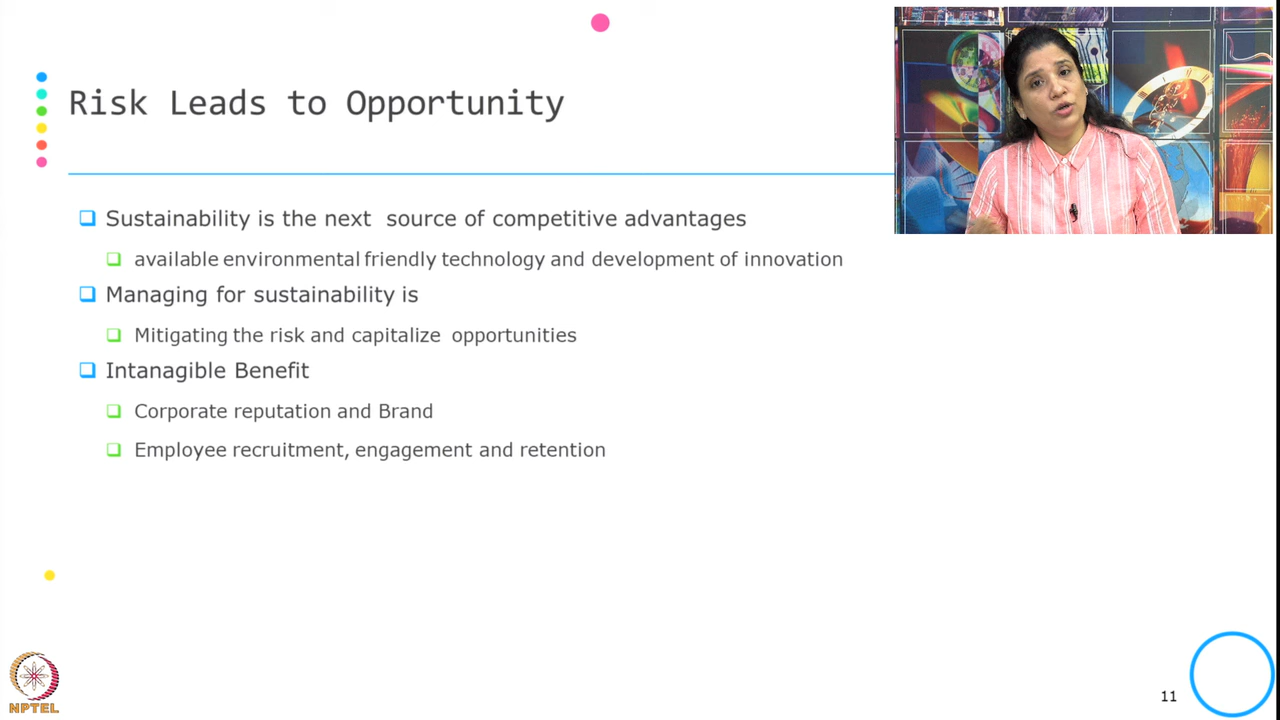 Risk Leads to Opportunity
Sustainability is the next source of competitive advantages
available environmental friendly technology and development of innovation
Managing for sustainability is
Mitigating the risk and capitalize opportunities
Intanagible Benefit
Corporate reputation and Brand
Employee recruitment, engagement and retention
NPTEL
11